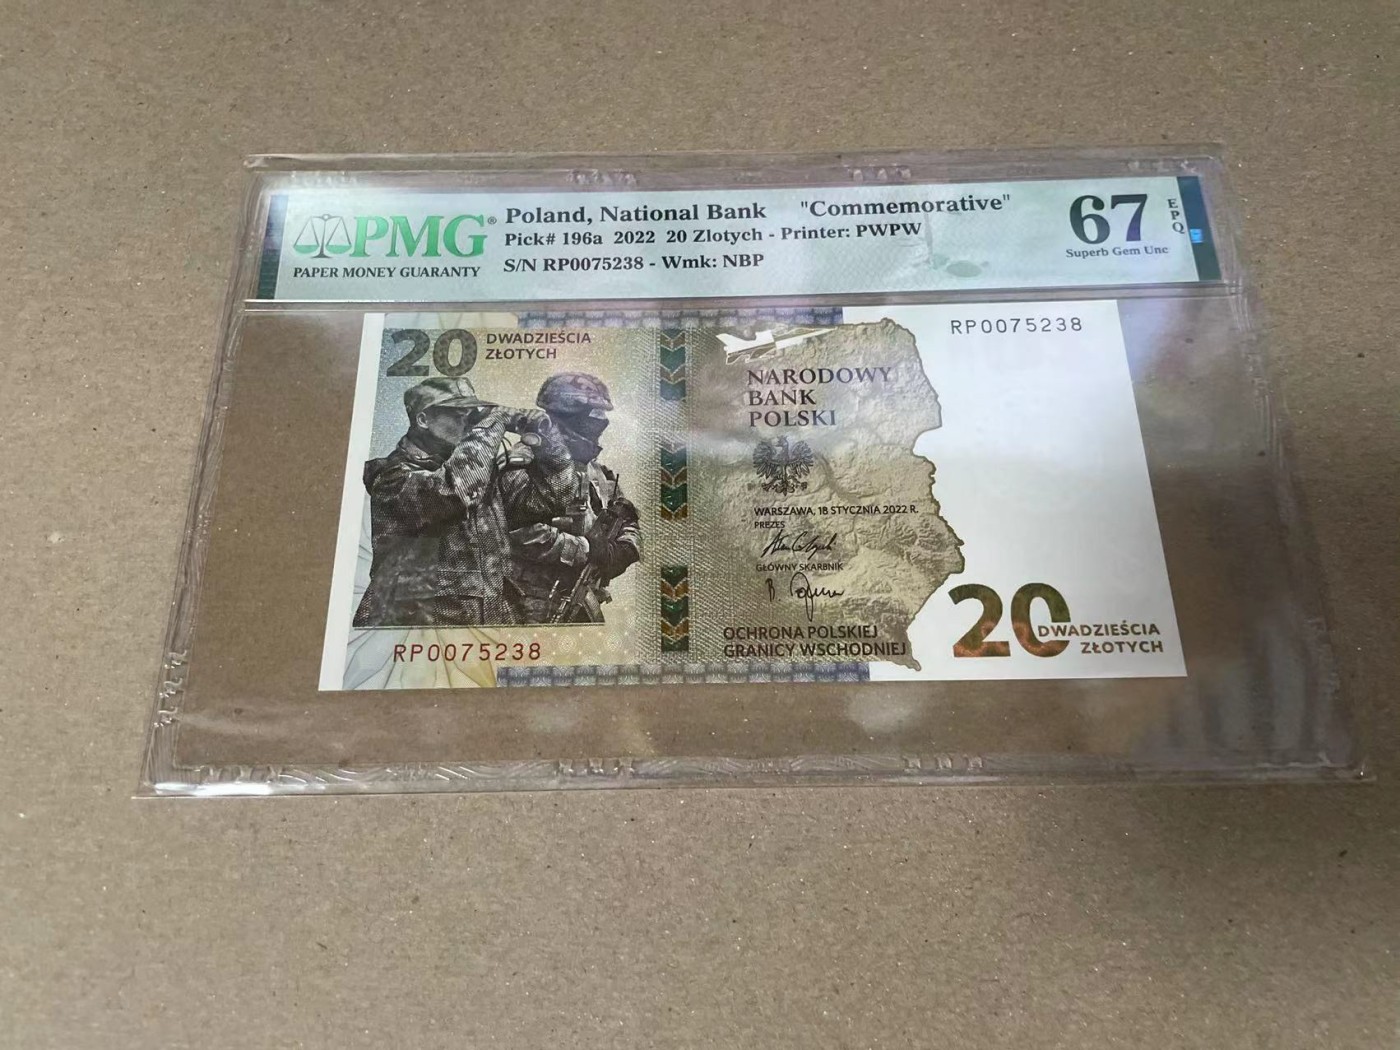 PMG®
PAPER MONEY GUARANTY
Poland, National Bank "Commemorative"
Pick# 196a 2022 20 Zlotych - Printer: PWPW
S/N RP0075238 - Wmk: NBP
67
EPQ
Superb Gem Unc
20 DWADZIEŚCIA
ZŁOTYCH
RP0075238
NARODOWY
BANK
POLSKI
WARSZAWA, 18 STYCZNIA 2022 R.
PREZES
GŁÓWNY SKARBNIK
OCHRONA POLSKIEJ
GRANICY WSCHODNIEJ
RP0075238
20
DWADZIEŚCIA
ZŁOTYCH